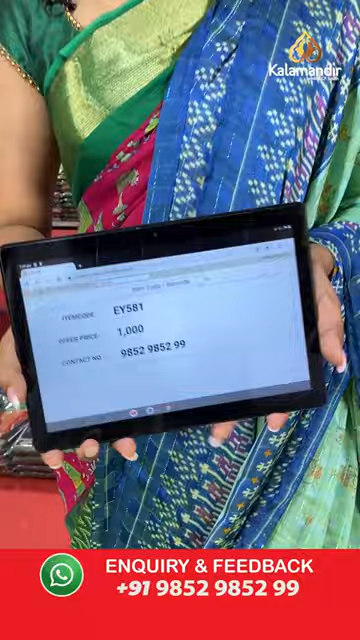 Kalamandir
ITEMCODE: EY581
OFFER PRICE: 1,000
CONTACT NO: 9852 9852 99
ENQUIRY & FEEDBACK
+91 9852 9852 99